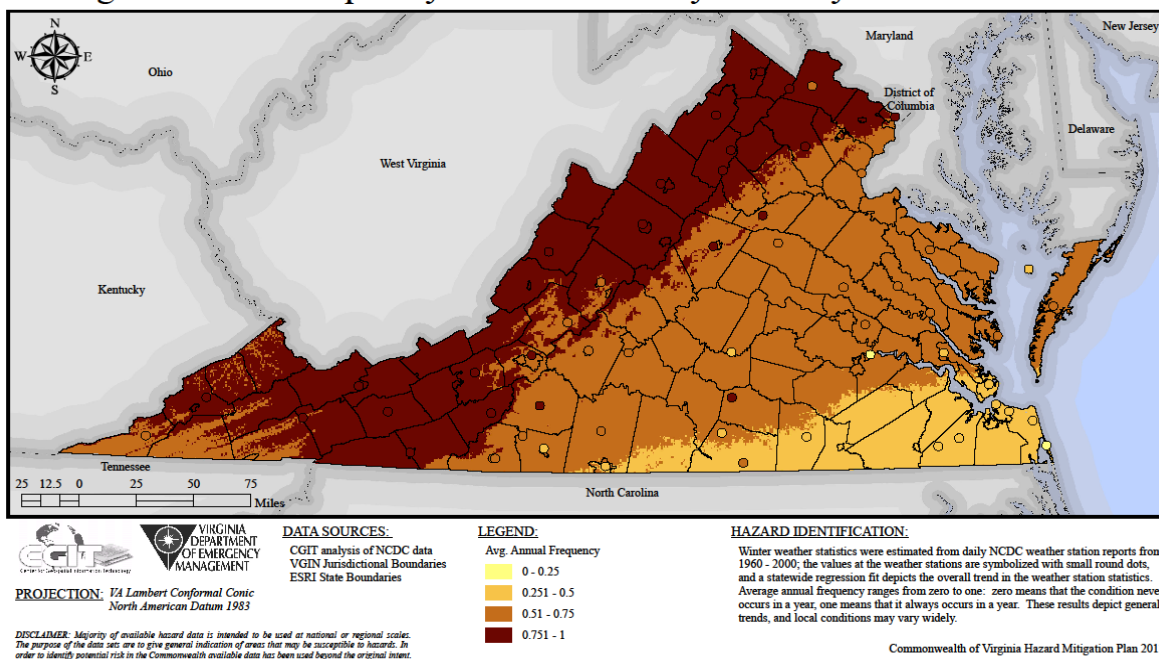 N
W E
S
Ohio
Maryland
New Jersey
District of
Columbia
Delaware
West Virginia
Kentucky
Tennessee
North Carolina
25 12.5 0 25 50 75
Miles
CGIT
Center for Geospatial Information Technology
VIRGINIA
DEPARTMENT
OF EMERGENCY
MANAGEMENT
PROJECTION: VA Lambert Conformal Conic
North American Datum 1983
DISCLAIMER: Majority of available hazard data is intended to be used at national or regional scales.
The purpose of the data sets are to give general indication of areas that may be susceptible to hazards. In
order to identify potential risk in the Commonwealth available data has been used beyond the original intent.
DATA SOURCES:
CGIT analysis of NCDC data
VGIN Jurisdictional Boundaries
ESRI State Boundaries
LEGEND:
Avg. Annual Frequency
0 - 0.25
0.251 - 0.5
0.51 - 0.75
0.751 - 1
HAZARD IDENTIFICATION:
Winter weather statistics were estimated from daily NCDC weather station reports from
1960 - 2000; the values at the weather stations are symbolized with small round dots,
and a statewide regression fit depicts the overall trend in the weather station statistics.
Average annual frequency ranges from zero to one: zero means that the condition neve
occurs in a year, one means that it always occurs in a year. These results depict general
trends, and local conditions may vary widely.
Commonwealth of Virginia Hazard Mitigation Plan 201